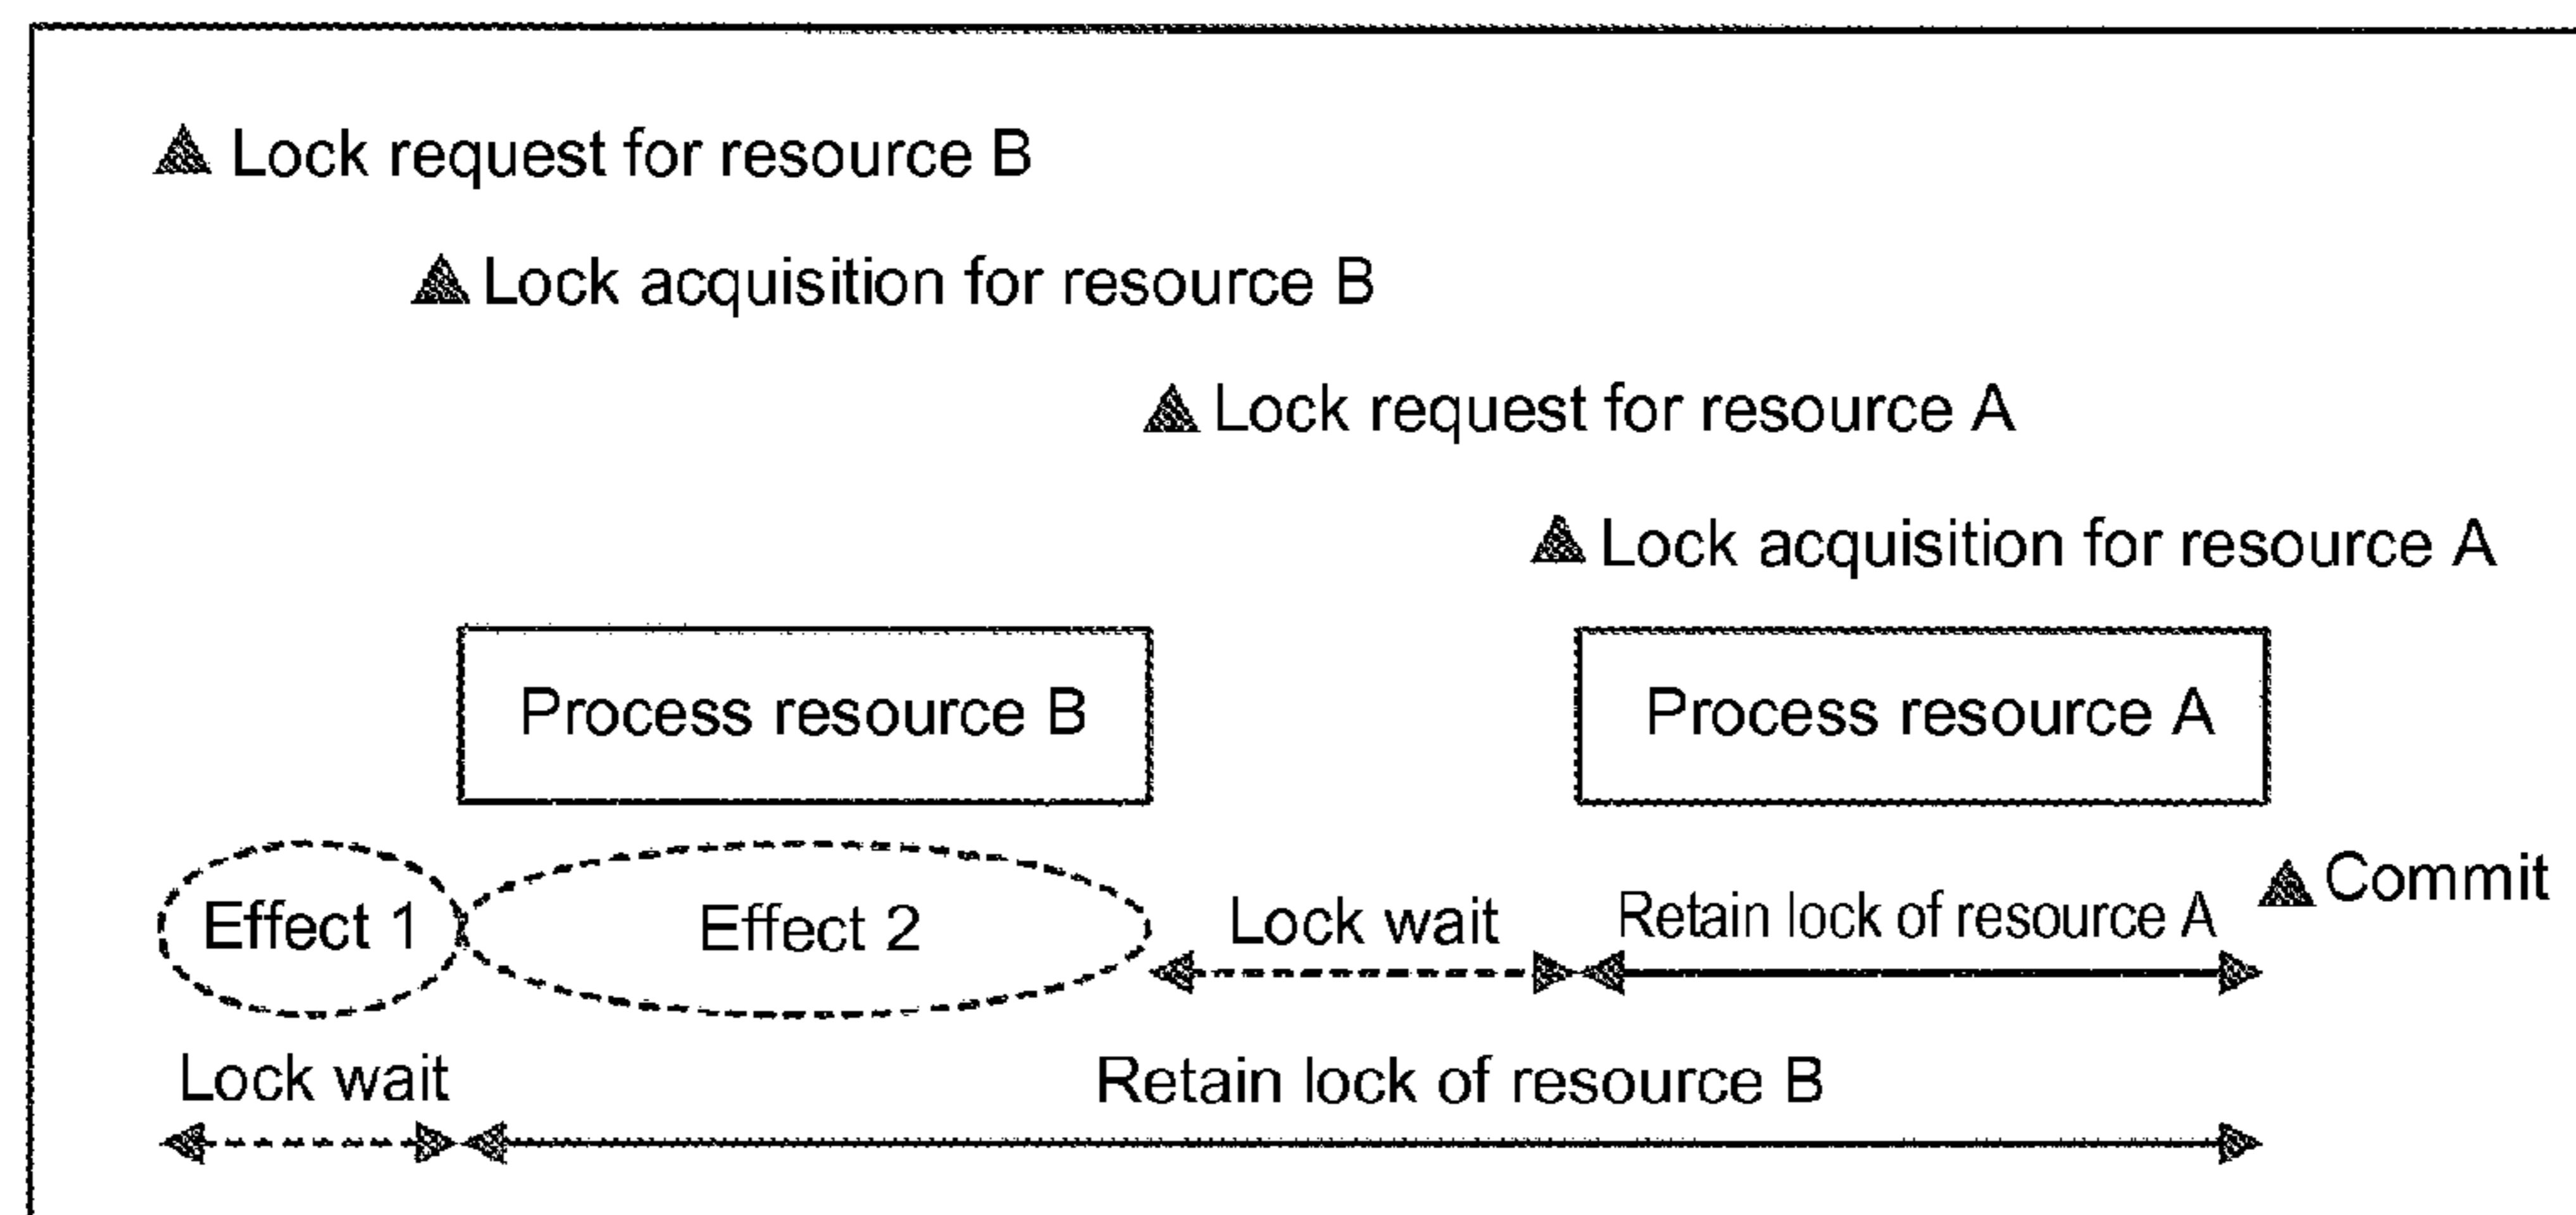 Lock request for resource B
Lock acquisition for resource B
Lock request for resource A
Lock acquisition for resource A
Process resource B
Process resource A
Effect 1
Effect 2
Lock wait
Retain lock of resource A
Commit
Lock wait
Retain lock of resource B